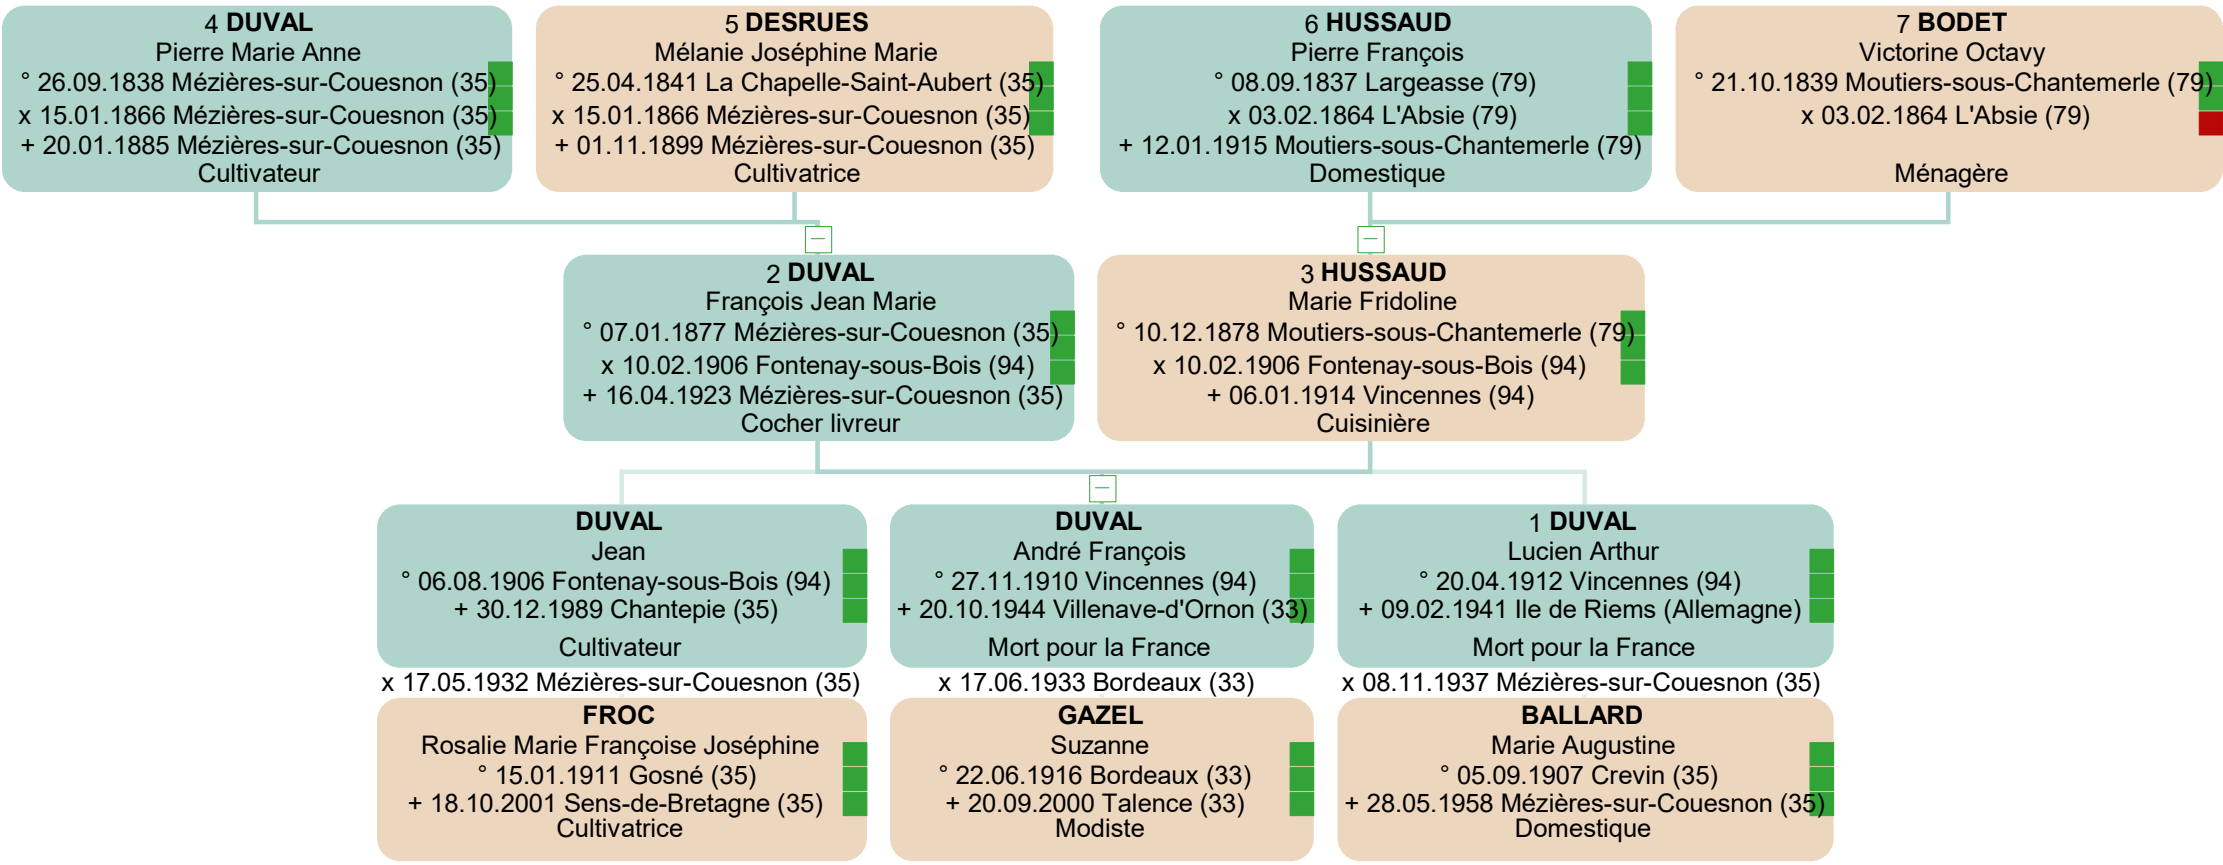 4 DUVAL
Pierre Marie Anne
° 26.09.1838 Mézières-sur-Couesnon (35)
x 15.01.1866 Mézières-sur-Couesnon (35)
+ 20.01.1885 Mézières-sur-Couesnon (35)
Cultivateur
5 DESRUES
Mélanie Joséphine Marie
° 25.04.1841 La Chapelle-Saint-Aubert (35)
x 15.01.1866 Mézières-sur-Couesnon (35)
+ 01.11.1899 Mézières-sur-Couesnon (35)
Cultivatrice
6 HUSSAUD
Pierre François
° 08.09.1837 Largeasse (79)
x 03.02.1864 L'Absie (79)
+ 12.01.1915 Moutiers-sous-Chantemerle (79)
Domestique
7 BODET
Victorine Octavy
° 21.10.1839 Moutiers-sous-Chantemerle (79)
x 03.02.1864 L'Absie (79)
Ménagère
2 DUVAL
François Jean Marie
° 07.01.1877 Mézières-sur-Couesnon (35)
x 10.02.1906 Fontenay-sous-Bois (94)
+ 16.04.1923 Mézières-sur-Couesnon (35)
Cocher livreur
3 HUSSAUD
Marie Fridoline
° 10.12.1878 Moutiers-sous-Chantemerle (79)
x 10.02.1906 Fontenay-sous-Bois (94)
+ 06.01.1914 Vincennes (94)
Cuisinière
DUVAL
Jean
° 06.08.1906 Fontenay-sous-Bois (94)
+ 30.12.1989 Chantepie (35)
Cultivateur
x 17.05.1932 Mézières-sur-Couesnon (35)
FROC
Rosalie Marie Françoise Joséphine
° 15.01.1911 Gosné (35)
+ 18.10.2001 Sens-de-Bretagne (35)
Cultivatrice
DUVAL
André François
° 27.11.1910 Vincennes (94)
+ 20.10.1944 Villenave-d'Ornon (33)
Mort pour la France
x 17.06.1933 Bordeaux (33)
GAZEL
Suzanne
° 22.06.1916 Bordeaux (33)
+ 20.09.2000 Talence (33)
Modiste
1 DUVAL
Lucien Arthur
° 20.04.1912 Vincennes (94)
+ 09.02.1941 Ile de Riems (Allemagne)
Mort pour la France
x 08.11.1937 Mézières-sur-Couesnon (35)
BALLARD
Marie Augustine
° 05.09.1907 Crevin (35)
+ 28.05.1958 Mézières-sur-Couesnon (35)
Domestique